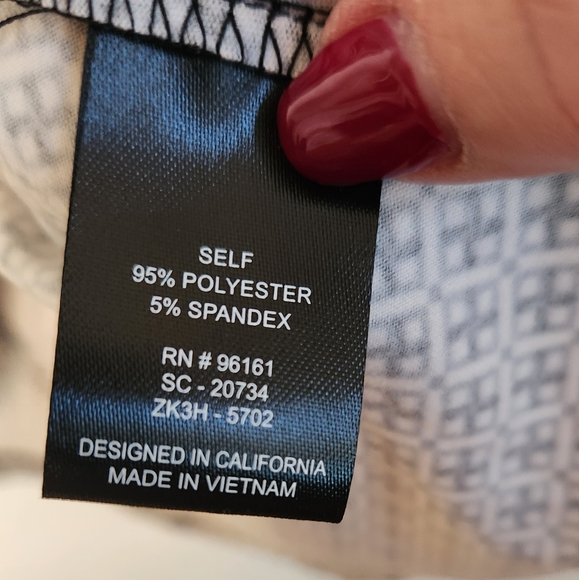 SELF
95% POLYESTER
5% SPANDEX
RN # 96161
SC - 20734
ZK3H - 5702
DESIGNED IN CALIFORNIA
MADE IN VIETNAM